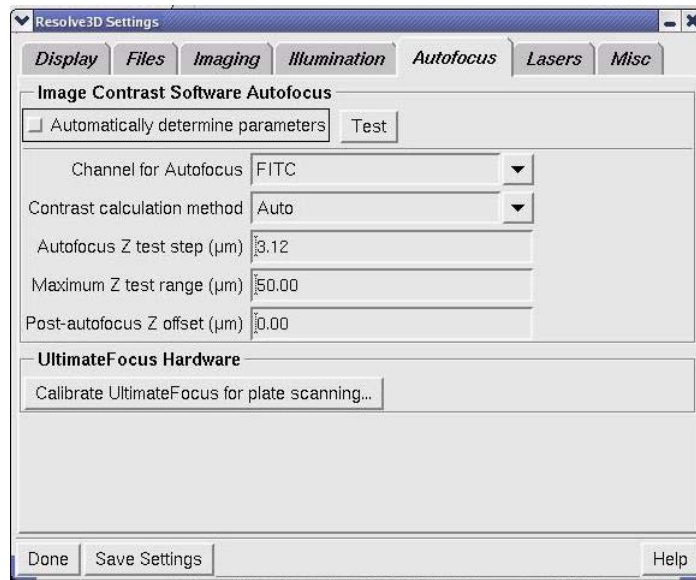 Resolve3D Settings
Display Files Imaging Illumination Autofocus Lasers Misc
Image Contrast Software Autofocus
Automatically determine parameters Test
Channel for Autofocus FITC
Contrast calculation method Auto
Autofocus Z test step (µm) 3.12
Maximum Z test range (µm) 50.00
Post-autofocus Z offset (µm) 0.00
UltimateFocus Hardware
Calibrate UltimateFocus for plate scanning...
Done Save Settings Help